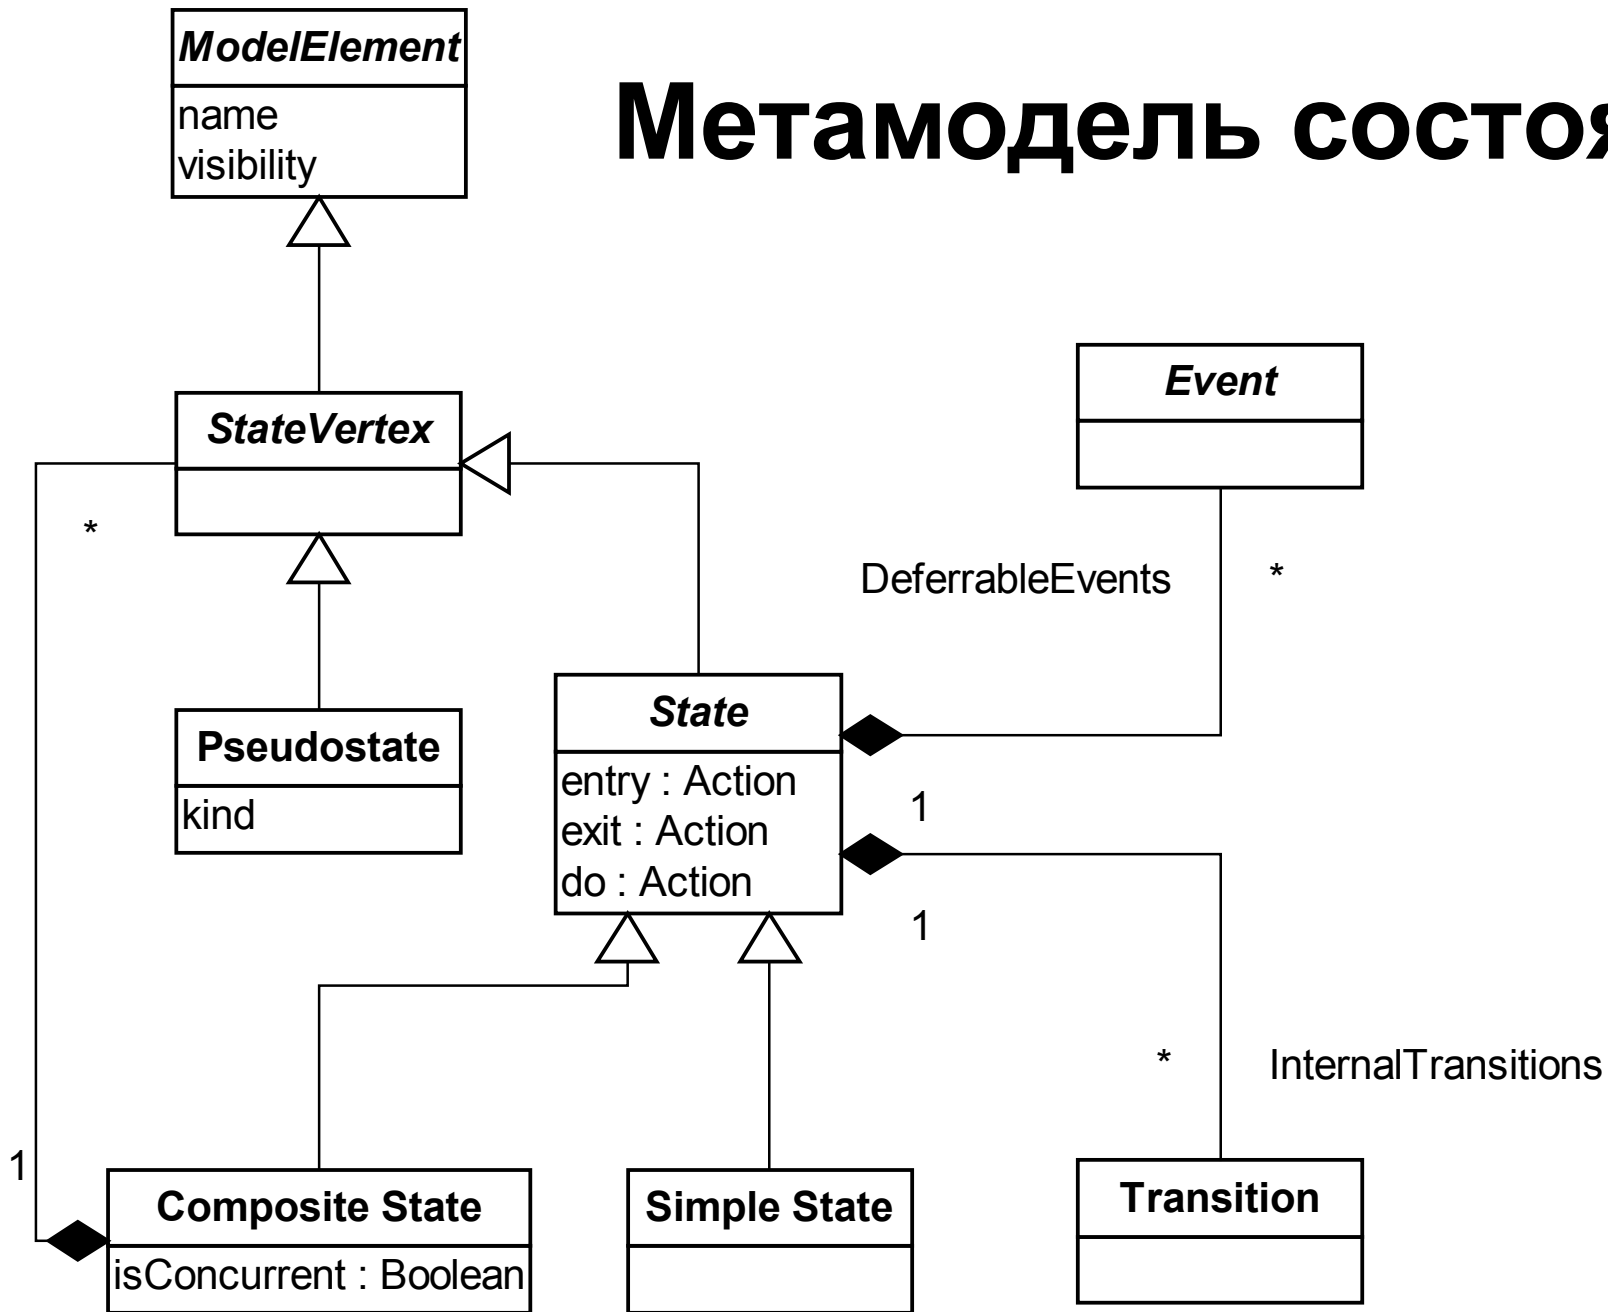 ModelElement
name
visibility
Метамодель
StateVertex
*
Event
DeferrableEvents
*
Pseudostate
kind
State
entry : Action
exit : Action
do : Action
1
1
*
InternalTransitions
1
Composite State
isConcurrent : Boolean
Simple State
Transition